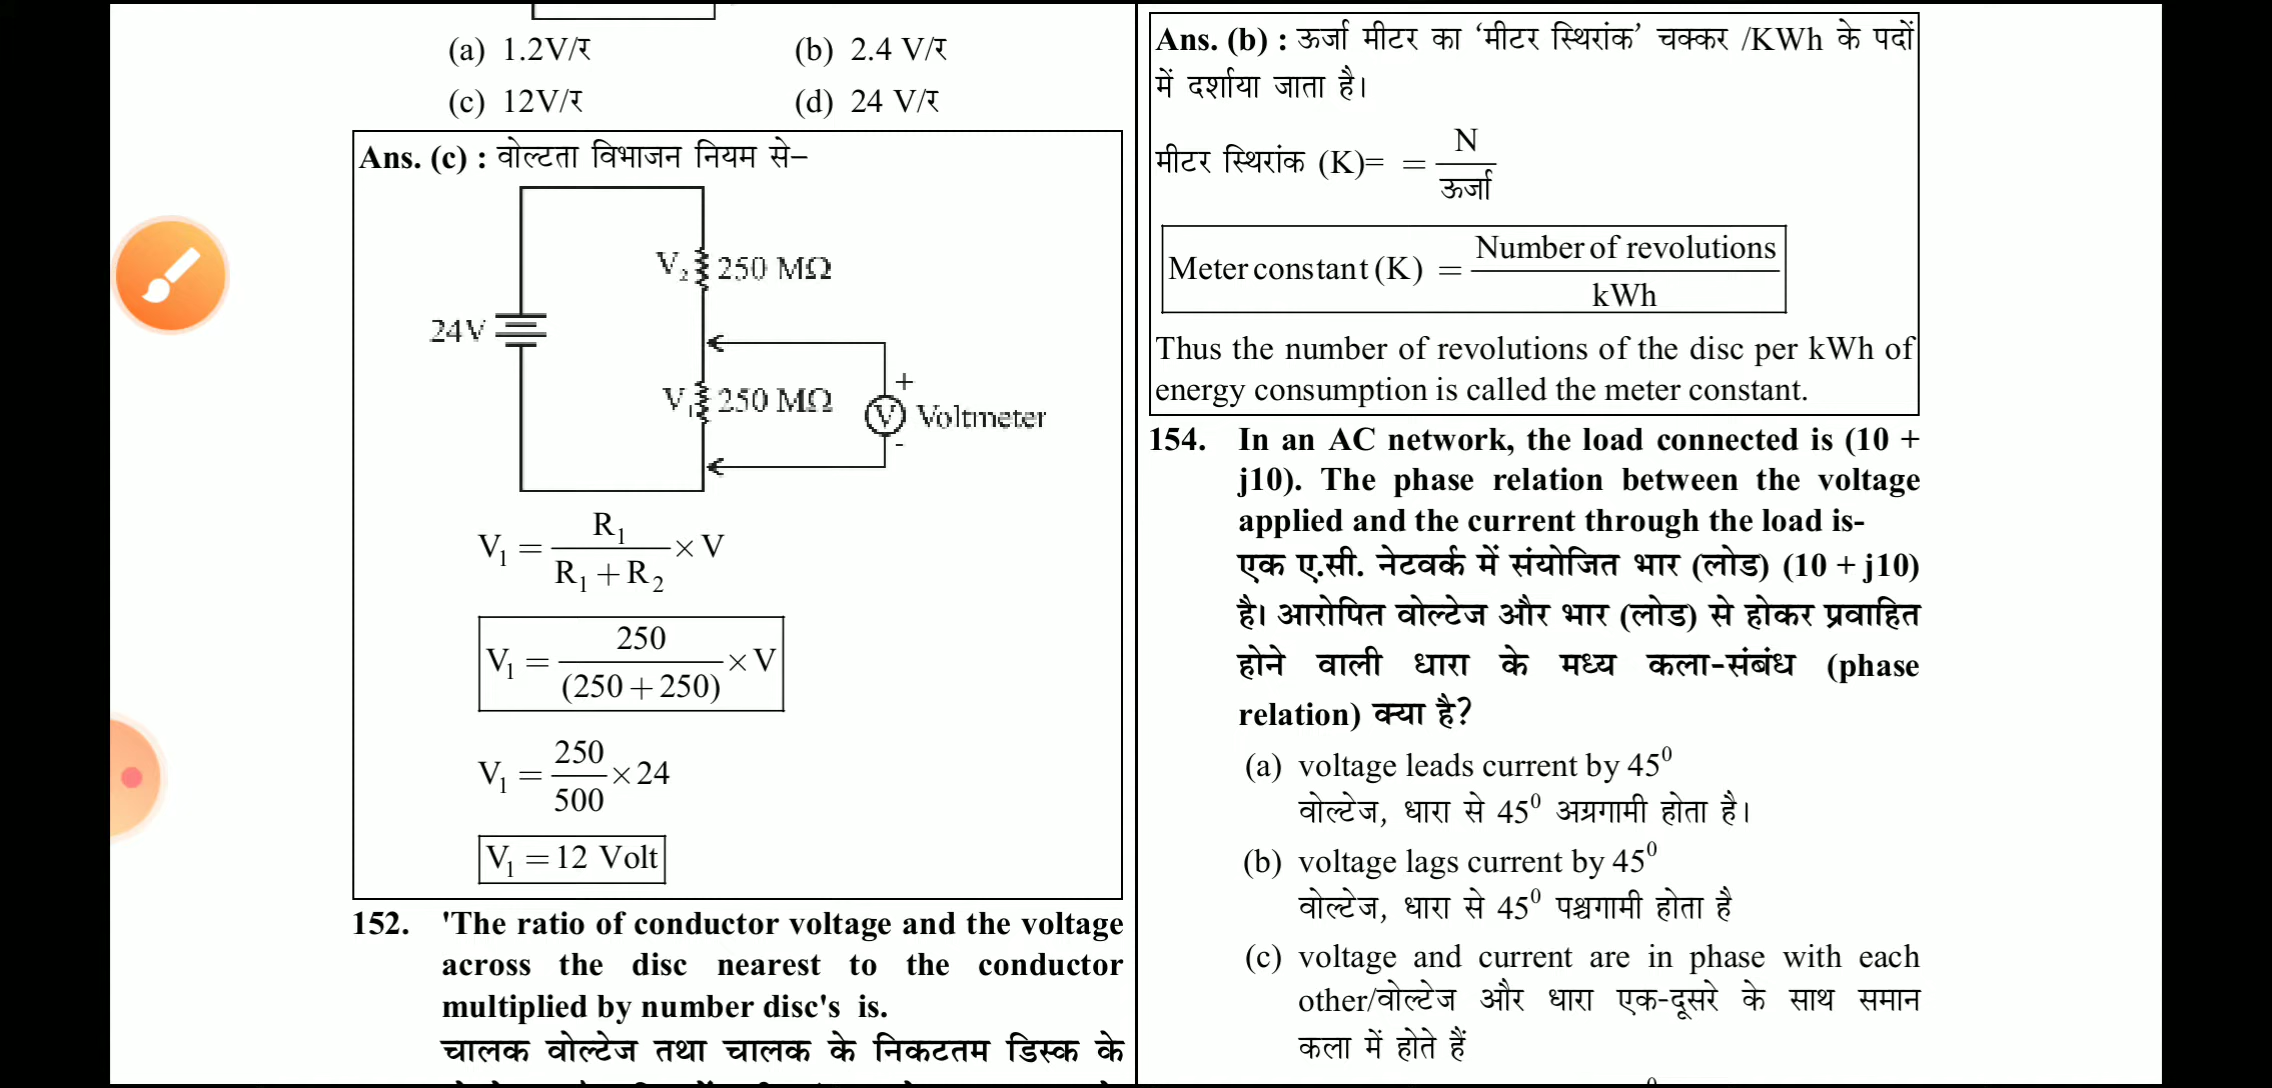 (a) 1.2V/र (b) 2.4 V/र
(c) 12V/र (d) 24 V/र
Ans. (c) : वोल्टता विभाजन नियम से–
V₂ 250 MΩ
24V
V₁ 250 MΩ
+
V Voltmeter
-
V₁ = R₁ / (R₁ + R₂) × V
V₁ = 250 / (250 + 250) × V
V₁ = 250 / 500 × 24
V₁ = 12 Volt
152. 'The ratio of conductor voltage and the voltage
across the disc nearest to the conductor
multiplied by number disc's is.
चालक वोल्टेज तथा चालक के निकटतम डिस्क के
Ans. (b) : ऊर्जा मीटर का ‘मीटर स्थिरांक’ चक्कर /KWh के पदों
में दर्शाया जाता है।
मीटर स्थिरांक (K)= = N / ऊर्जा
Meter constant (K) = Number of revolutions / kWh
Thus the number of revolutions of the disc per kWh of
energy consumption is called the meter constant.
154. In an AC network, the load connected is (10 +
j10). The phase relation between the voltage
applied and the current through the load is-
एक ए.सी. नेटवर्क में संयोजित भार (लोड) (10 + j10)
है। आरोपित वोल्टेज और भार (लोड) से होकर प्रवाहित
होने वाली धारा के मध्य कला-संबंध (phase
relation) क्या है?
(a) voltage leads current by 45⁰
वोल्टेज, धारा से 45⁰ अग्रगामी होता है।
(b) voltage lags current by 45⁰
वोल्टेज, धारा से 45⁰ पश्चगामी होता है
(c) voltage and current are in phase with each
other/वोल्टेज और धारा एक-दूसरे के साथ समान
कला में होते हैं